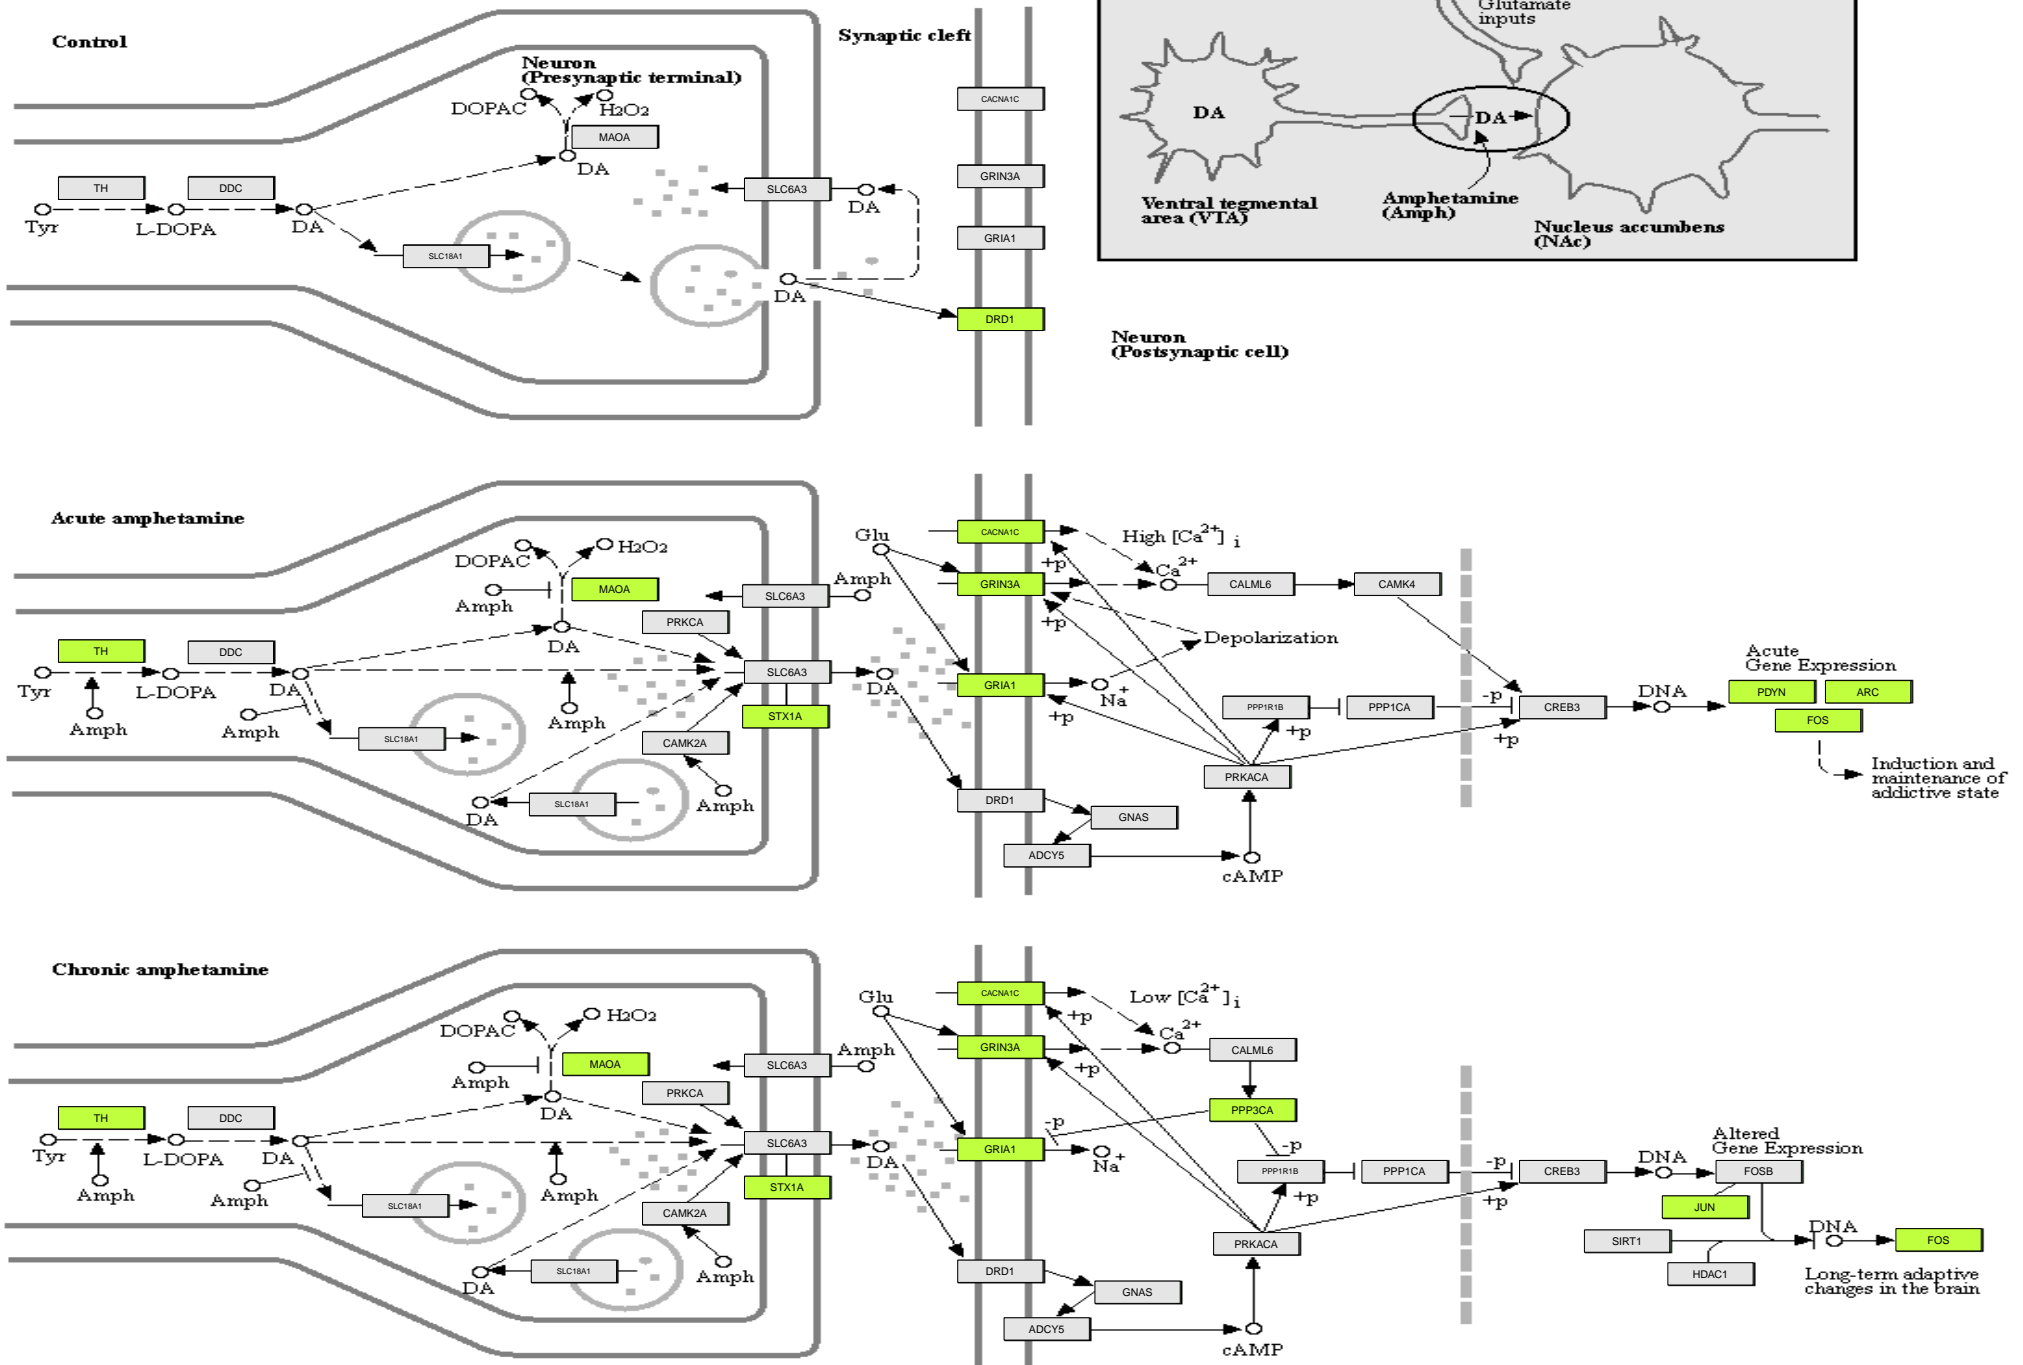 Control
Synaptic cleft
Neuron
(Presynaptic terminal)
DOPAC
H2O2
MAOA
DA
TH
DDC
Tyr
L-DOPA
DA
SLC18A1
SLC6A3
DA
DA
CACNA1C
GRIN3A
GRIA1
DRD1
Glutamate
inputs
DA
DA
Ventral tegmental
area (VTA)
Amphetamine
(Amph)
Nucleus accumbens
(NAc)
Neuron
(Postsynaptic cell)
Acute amphetamine
DOPAC
H2O2
Amph
MAOA
DA
TH
DDC
Tyr
L-DOPA
DA
Amph
Amph
Amph
SLC18A1
SLC18A1
DA
PRKCA
SLC6A3
Amph
SLC6A3
STX1A
CAMK2A
Amph
DA
Glu
CACNA1C
GRIN3A
GRIA1
DRD1
GNAS
ADCY5
cAMP
High [Ca2+] i
Ca2+
+p
+p
+p
Na+
Depolarization
CALML6
CAMK4
PPP1R1B
PPP1CA
-p
+p
+p
PRKACA
CREB3
DNA
Acute
Gene Expression
PDYN
ARC
FOS
Induction and
maintenance of
addictive state
Chronic amphetamine
DOPAC
H2O2
Amph
MAOA
DA
TH
DDC
Tyr
L-DOPA
DA
Amph
Amph
Amph
SLC18A1
SLC18A1
DA
PRKCA
SLC6A3
Amph
SLC6A3
STX1A
CAMK2A
Amph
DA
Glu
CACNA1C
GRIN3A
GRIA1
DRD1
GNAS
ADCY5
cAMP
Low [Ca2+]i
Ca2+
+p
+p
-p
Na+
CALML6
PPP3CA
-p
PPP1R1B
PPP1CA
-p
+p
+p
PRKACA
CREB3
DNA
Altered
Gene Expression
FOSB
JUN
SIRT1
HDAC1
DNA
FOS
Long-term adaptive
changes in the brain